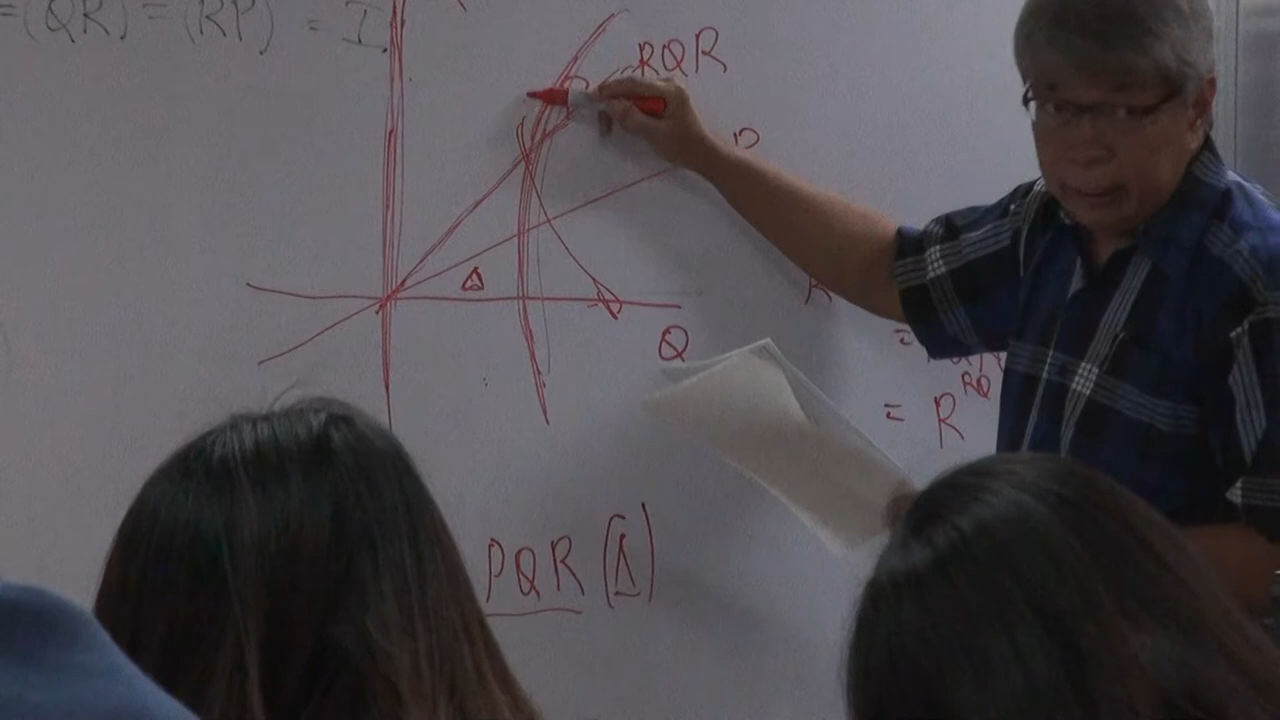 =(QR) = (RP) = I
RQR
Δ
Q
R
= R^RQ
PQR(Δ)